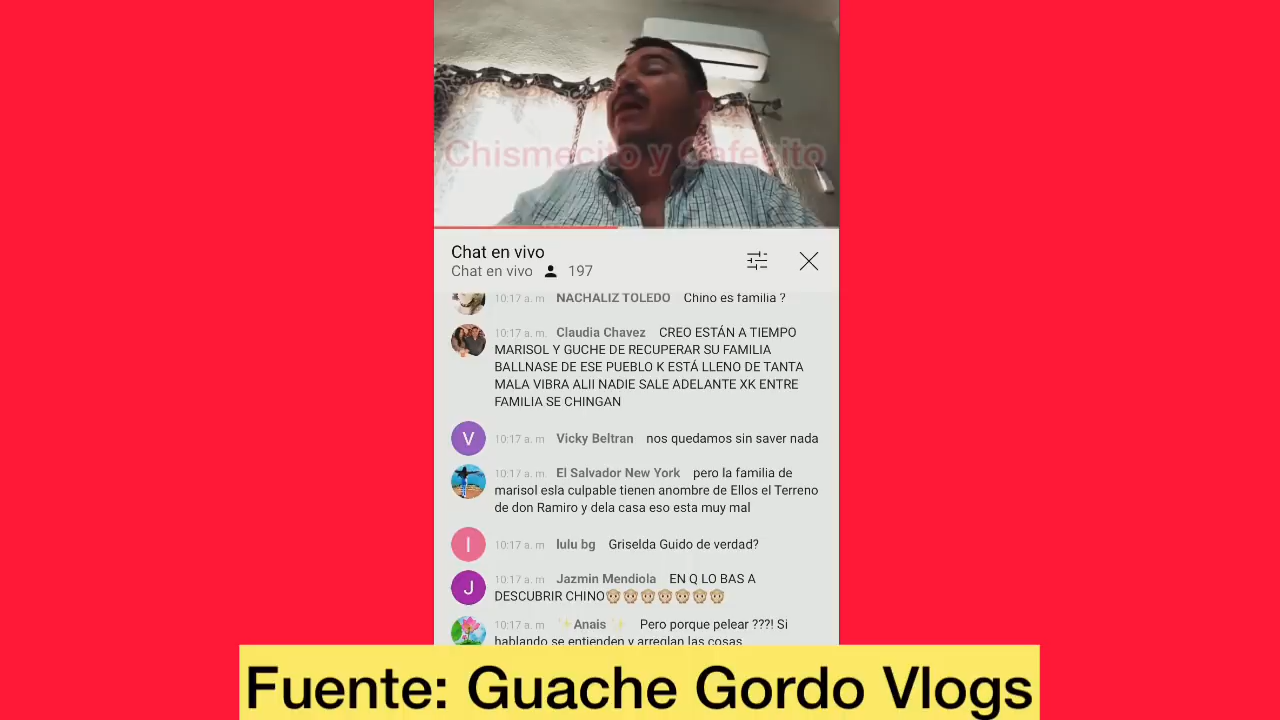 Chismecito y Cafecito
Chat en vivo
Chat en vivo 197
10:17 a. m. NACHALIZ TOLEDO Chino es familia ?
10:17 a. m. Claudia Chavez CREO ESTÁN A TIEMPO
MARISOL Y GUCHE DE RECUPERAR SU FAMILIA
BALLNASE DE ESE PUEBLO K ESTÁ LLENO DE TANTA
MALA VIBRA ALII NADIE SALE ADELANTE XK ENTRE
FAMILIA SE CHINGAN
V 10:17 a. m. Vicky Beltran nos quedamos sin saver nada
10:17 a. m. El Salvador New York pero la familia de
marisol esla culpable tienen anombre de Ellos el Terreno
de don Ramiro y dela casa eso esta muy mal
l 10:17 a. m. lulu bg Griselda Guido de verdad?
J 10:17 a. m. Jazmin Mendiola EN Q LO BAS A
DESCUBRIR CHINO🐵🐵🐵🐵🐵🐵🐵
10:17 a. m. ✨Anais ✨ Pero porque pelear ???! Si
hablando se entienden y arreglan las cosas
Fuente: Guache Gordo Vlogs